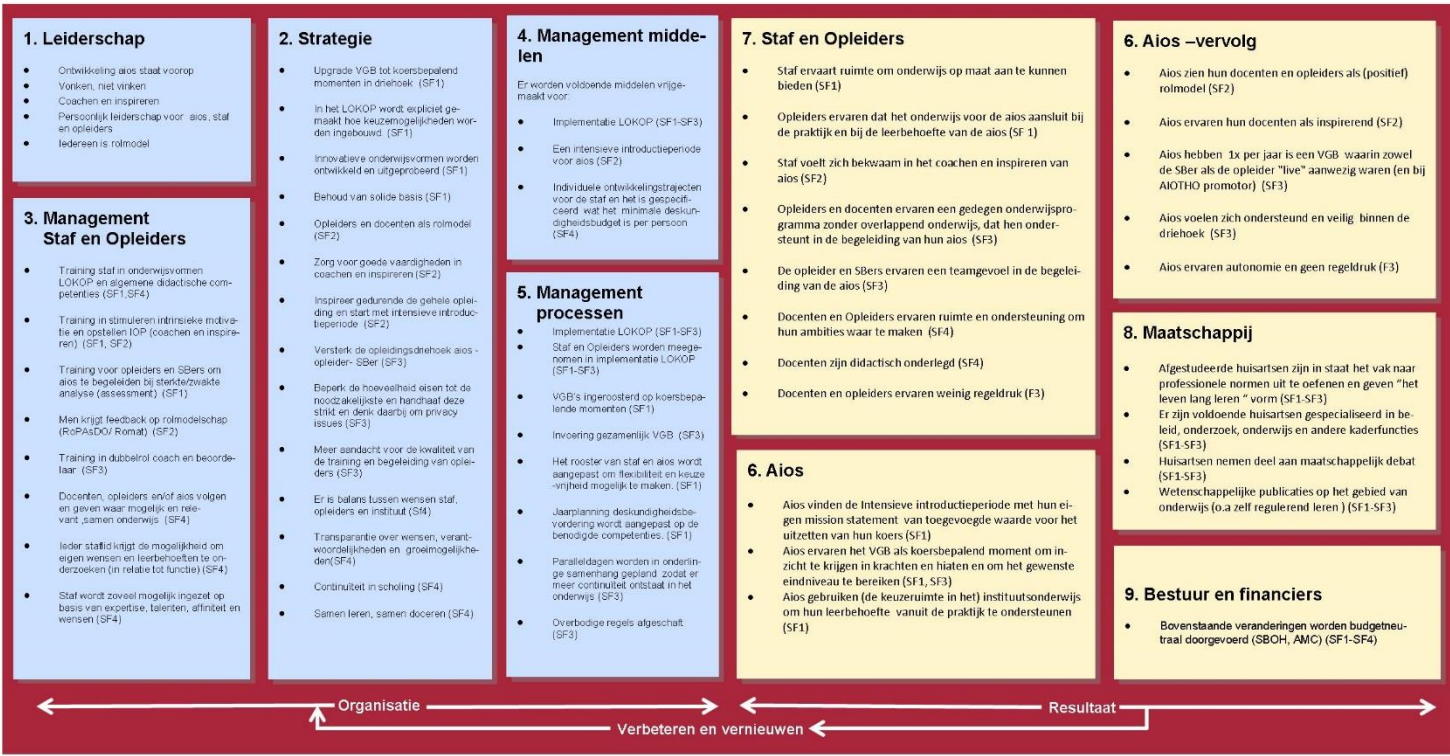 1. Leiderschap
Ontwikkeling aios staat voorop
Vonken, niet vinken
Coachen en inspireren
Persoonlijk leiderschap voor aios, staf
en opleiders
Iedereen is rolmodel
3. Management
Staf en Opleiders
Training staf in onderwijsvormen
LOKOP en algemene didactische com-
petenties (SF1,SF4)
Training in stimuleren intrinsieke motiva-
tie en opstellen IOP (coachen en inspire-
ren) (SF1, SF2)
Training voor opleiders en SBers om
aios te begeleiden bij sterkte/zwakte
analyse (assessment) (SF1)
Men krijgt feedback op rolmodelschap
(RoPAsDO/ Romat) (SF2)
Training in dubbelrol coach en beoorde-
laar (SF3)
Docenten, opleiders en/of aios volgen
en geven waar mogelijk en rele-
vant ,samen onderwijs (SF4)
Ieder staflid krijgt de mogelijkheid om
eigen wensen en leerbehoeften te on-
derzoeken (in relatie tot functie) (SF4)
Staf wordt zoveel mogelijk ingezet op
basis van expertise, talenten, affiniteit en
wensen (SF4)
2. Strategie
Upgrade VGB tot koersbepalend
momenten in driehoek (SF1)
In het LOKOP wordt expliciet ge-
maakt hoe keuzemogelijkheden wor-
den ingebouwd. (SF1)
Innovatieve onderwijsvormen worden
ontwikkeld en uitgeprobeerd (SF1)
Behoud van solide basis (SF1)
Opleiders en docenten als rolmodel
(SF2)
Zorg voor goede vaardigheden in
coachen en inspireren (SF2)
Inspireer gedurende de gehele oplei-
ding en start met intensieve introduc-
tieperiode (SF2)
Versterk de opleidingsdriehoek aios -
opleider- SBer (SF3)
Beperk de hoeveelheid eisen tot de
noodzakelijkste en handhaaf deze
strikt en denk daarbij om privacy
issues (SF3)
Meer aandacht voor de kwaliteit van
de training en begeleiding van oplei-
ders (SF3)
Er is balans tussen wensen staf,
opleiders en instituut (Sf4)
Transparantie over wensen, verant-
woordelijkheden en groeimogelijkhe-
den(SF4)
Continuïteit in scholing (SF4)
Samen leren, samen doceren (SF4)
4. Management midde-
len
Er worden voldoende middelen vrijge-
maakt voor:
Implementatie LOKOP (SF1-SF3)
Een intensieve introductieperiode
voor aios (SF2)
Individuele ontwikkelingstrajecten
voor de staf en het is gespecifi-
ceerd wat het minimale deskun-
digheidsbudget is per persoon
(SF4)
5. Management
processen
Implementatie LOKOP (SF1-SF3)
Staf en Opleiders worden meege-
nomen in implementatie LOKOP
(SF1-SF3)
VGB's ingeroosterd op koersbepa-
lende momenten (SF1)
Invoering gezamenlijk VGB (SF3)
Het rooster van staf en aios wordt
aangepast om flexibiliteit en keuze
-vrijheid mogelijk te maken. (SF1)
Jaarplanning deskundigheidsbe-
vordering wordt aangepast op de
benodigde competenties. (SF1)
Paralleldagen worden in onderlin-
ge samenhang gepland zodat er
meer continuïteit ontstaat in het
onderwijs (SF3)
Overbodige regels afgeschaft
(SF3)
7. Staf en Opleiders
Staf ervaart ruimte om onderwijs op maat aan te kunnen
bieden (SF1)
Opleiders ervaren dat het onderwijs voor de aios aansluit bij
de praktijk en bij de leerbehoefte van de aios (SF 1)
Staf voelt zich bekwaam in het coachen en inspireren van
aios (SF2)
Opleiders en docenten ervaren een gedegen onderwijspro-
gramma zonder overlappend onderwijs, dat hen onder-
steunt in de begeleiding van hun aios (SF3)
De opleider en SBers ervaren een teamgevoel in de begelei-
ding van de aios (SF3)
Docenten en Opleiders ervaren ruimte en ondersteuning om
hun ambities waar te maken (SF4)
Docenten zijn didactisch onderlegd (SF4)
Docenten en opleiders ervaren weinig regeldruk (F3)
6. Aios
Aios vinden de Intensieve introductieperiode met hun ei-
gen mission statement van toegevoegde waarde voor het
uitzetten van hun koers (SF1)
Aios ervaren het VGB als koersbepalend moment om in-
zicht te krijgen in krachten en hiaten en om het gewenste
eindniveau te bereiken (SF1, SF3)
Aios gebruiken (de keuzeruimte in het) instituutsonderwijs
om hun leerbehoefte vanuit de praktijk te ondersteunen
(SF1)
6. Aios –vervolg
Aios zien hun docenten en opleiders als (positief)
rolmodel (SF2)
Aios ervaren hun docenten als inspirerend (SF2)
Aios hebben 1x per jaar is een VGB waarin zowel
de SBer als de opleider "live" aanwezig waren (en bij
AIOTHO promotor) (SF3)
Aios voelen zich ondersteund en veilig binnen de
driehoek (SF3)
Aios ervaren autonomie en geen regeldruk (F3)
8. Maatschappij
Afgestudeerde huisartsen zijn in staat het vak naar
professionele normen uit te oefenen en geven "het
leven lang leren " vorm (SF1-SF3)
Er zijn voldoende huisartsen gespecialiseerd in be-
leid, onderzoek, onderwijs en andere kaderfuncties
(SF1-SF3)
Huisartsen nemen deel aan maatschappelijk debat
(SF1-SF3)
Wetenschappelijke publicaties op het gebied van
onderwijs (o.a zelf regulerend leren ) (SF1-SF3)
9. Bestuur en financiers
Bovenstaande veranderingen worden budgetneu-
traal doorgevoerd (SBOH, AMC) (SF1-SF4)
Organisatie
Resultaat
Verbeteren en vernieuwen